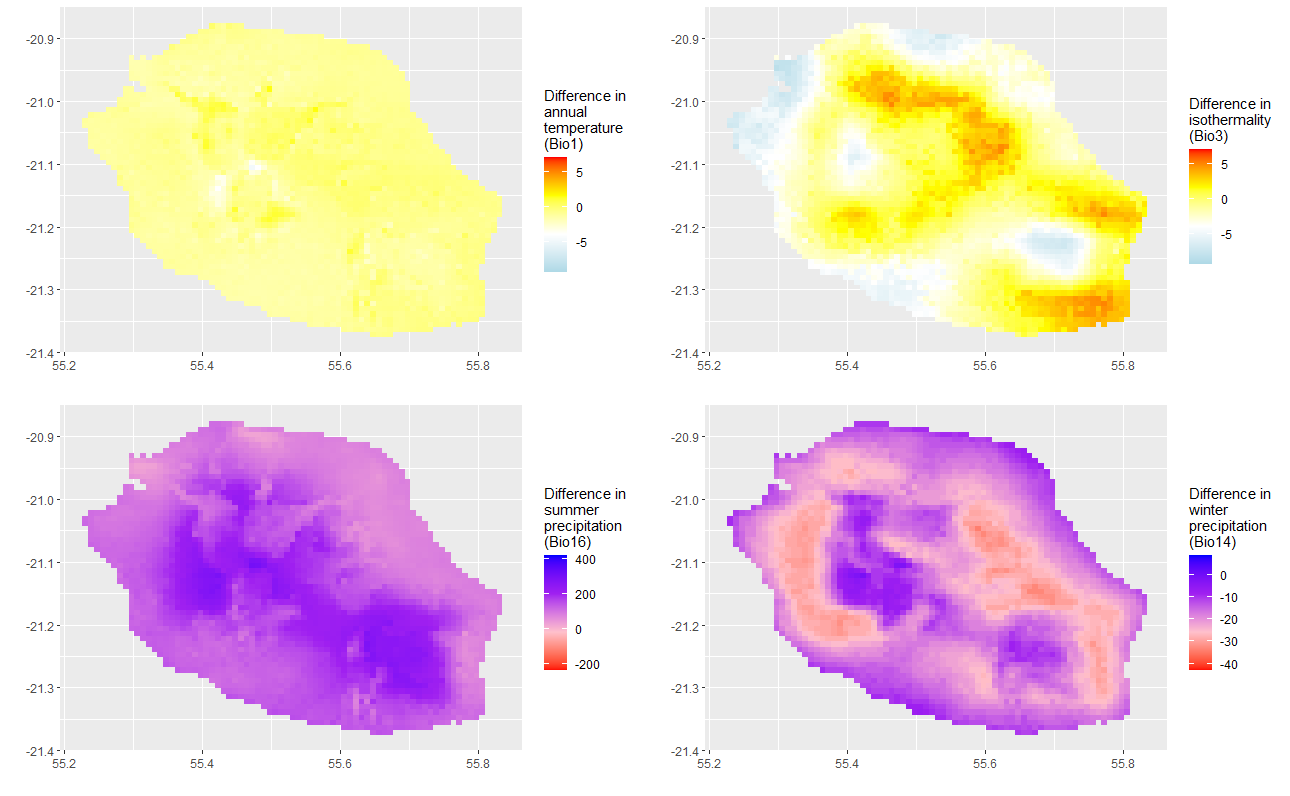 -20.9
-21.0
-21.1
-21.2
-21.3
-21.4
55.2 55.4 55.6 55.8
Difference in
annual
temperature
(Bio1)
5
0
-5
-20.9
-21.0
-21.1
-21.2
-21.3
-21.4
55.2 55.4 55.6 55.8
Difference in
isothermality
(Bio3)
5
0
-5
-20.9
-21.0
-21.1
-21.2
-21.3
-21.4
55.2 55.4 55.6 55.8
Difference in
summer
precipitation
(Bio16)
400
200
0
-200
-20.9
-21.0
-21.1
-21.2
-21.3
-21.4
55.2 55.4 55.6 55.8
Difference in
winter
precipitation
(Bio14)
0
-10
-20
-30
-40